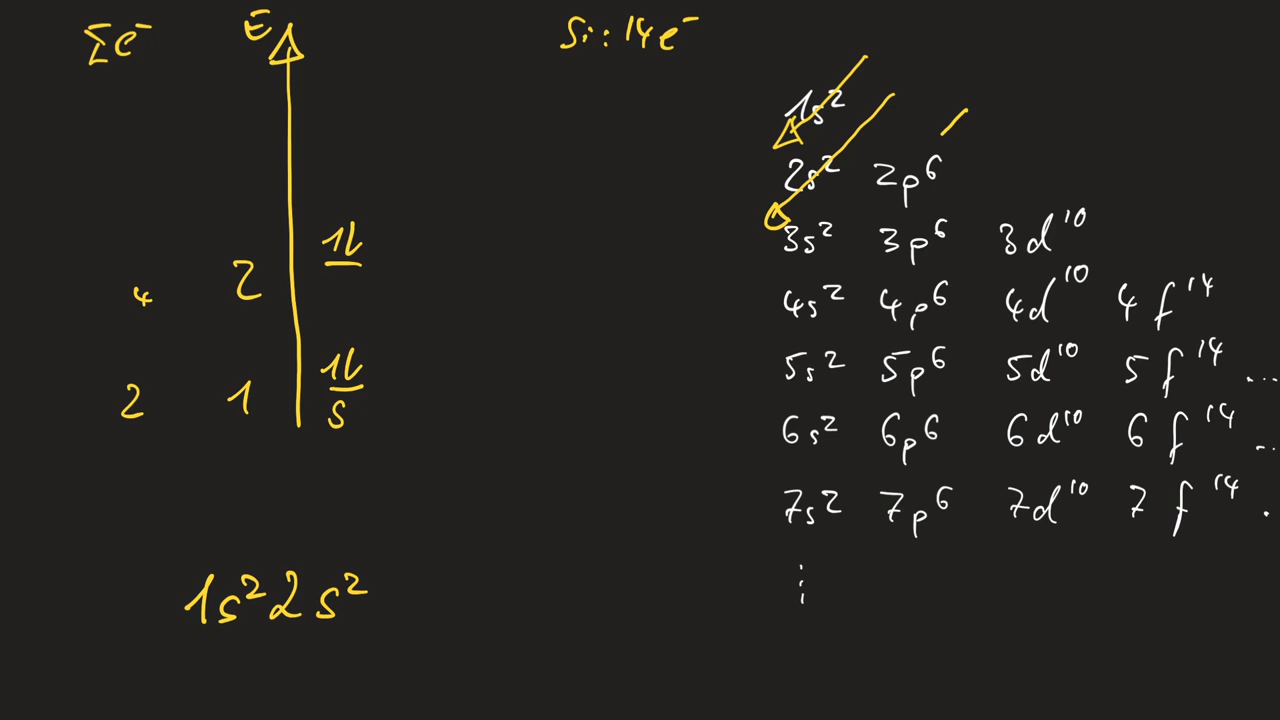 Σe⁻ E Si: 14e⁻
1s²
2s² 2p⁶
3s² 3p⁶ 3d¹⁰
4s² 4p⁶ 4d¹⁰ 4f¹⁴
5s² 5p⁶ 5d¹⁰ 5f¹⁴ ...
6s² 6p⁶ 6d¹⁰ 6f¹⁴ ..
7s² 7p⁶ 7d¹⁰ 7f¹⁴ .
⋮
4 2 ↑↓
2 1 ↑↓
s
1s² 2s²